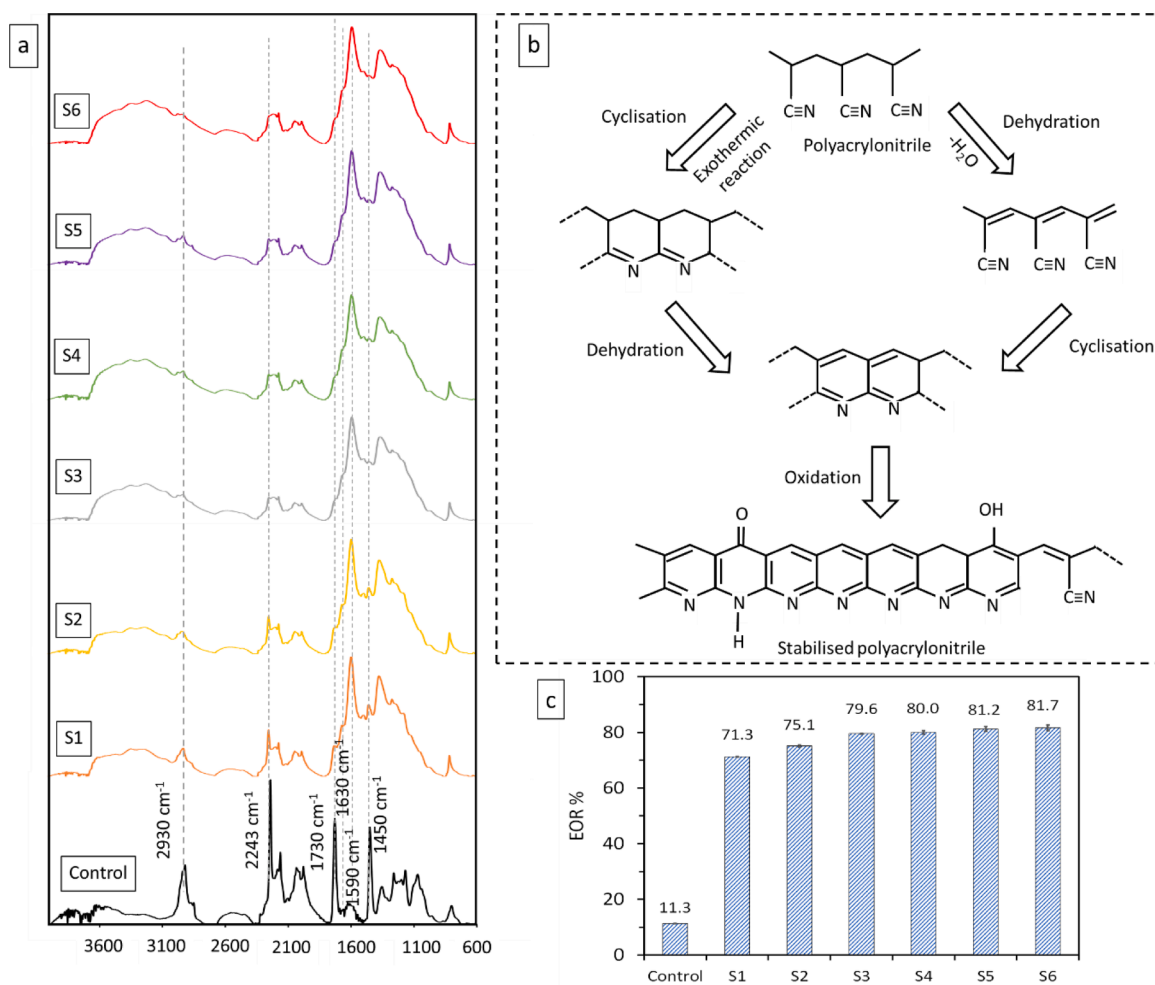 a
S6
S5
S4
S3
S2
S1
Control
2930 cm-1
2243 cm-1
1730 cm-1
1630 cm-1
1590 cm-1
1450 cm-1
3600 3100 2600 2100 1600 1100 600
b
C≡N C≡N C≡N
Polyacrylonitrile
Cyclisation
Exothermic
reaction
Dehydration
-H2O
N N
C≡N C≡N C≡N
Dehydration
Cyclisation
N N
Oxidation
O
OH
N N N N N N N
H
C≡N
Stabilised polyacrylonitrile
c
EOR %
100
80
60
40
20
0
11.3
71.3
75.1
79.6
80.0
81.2
81.7
Control S1 S2 S3 S4 S5 S6